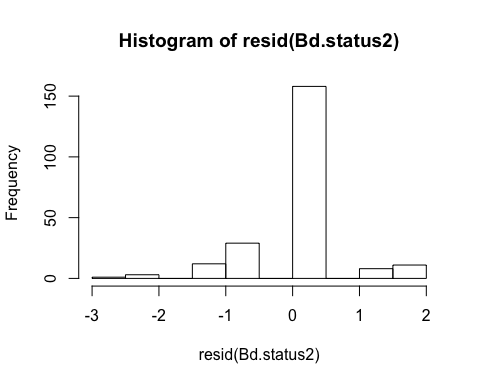 Histogram of resid(Bd.status2)
Frequency
150
100
50
0
-3 -2 -1 0 1 2
resid(Bd.status2)